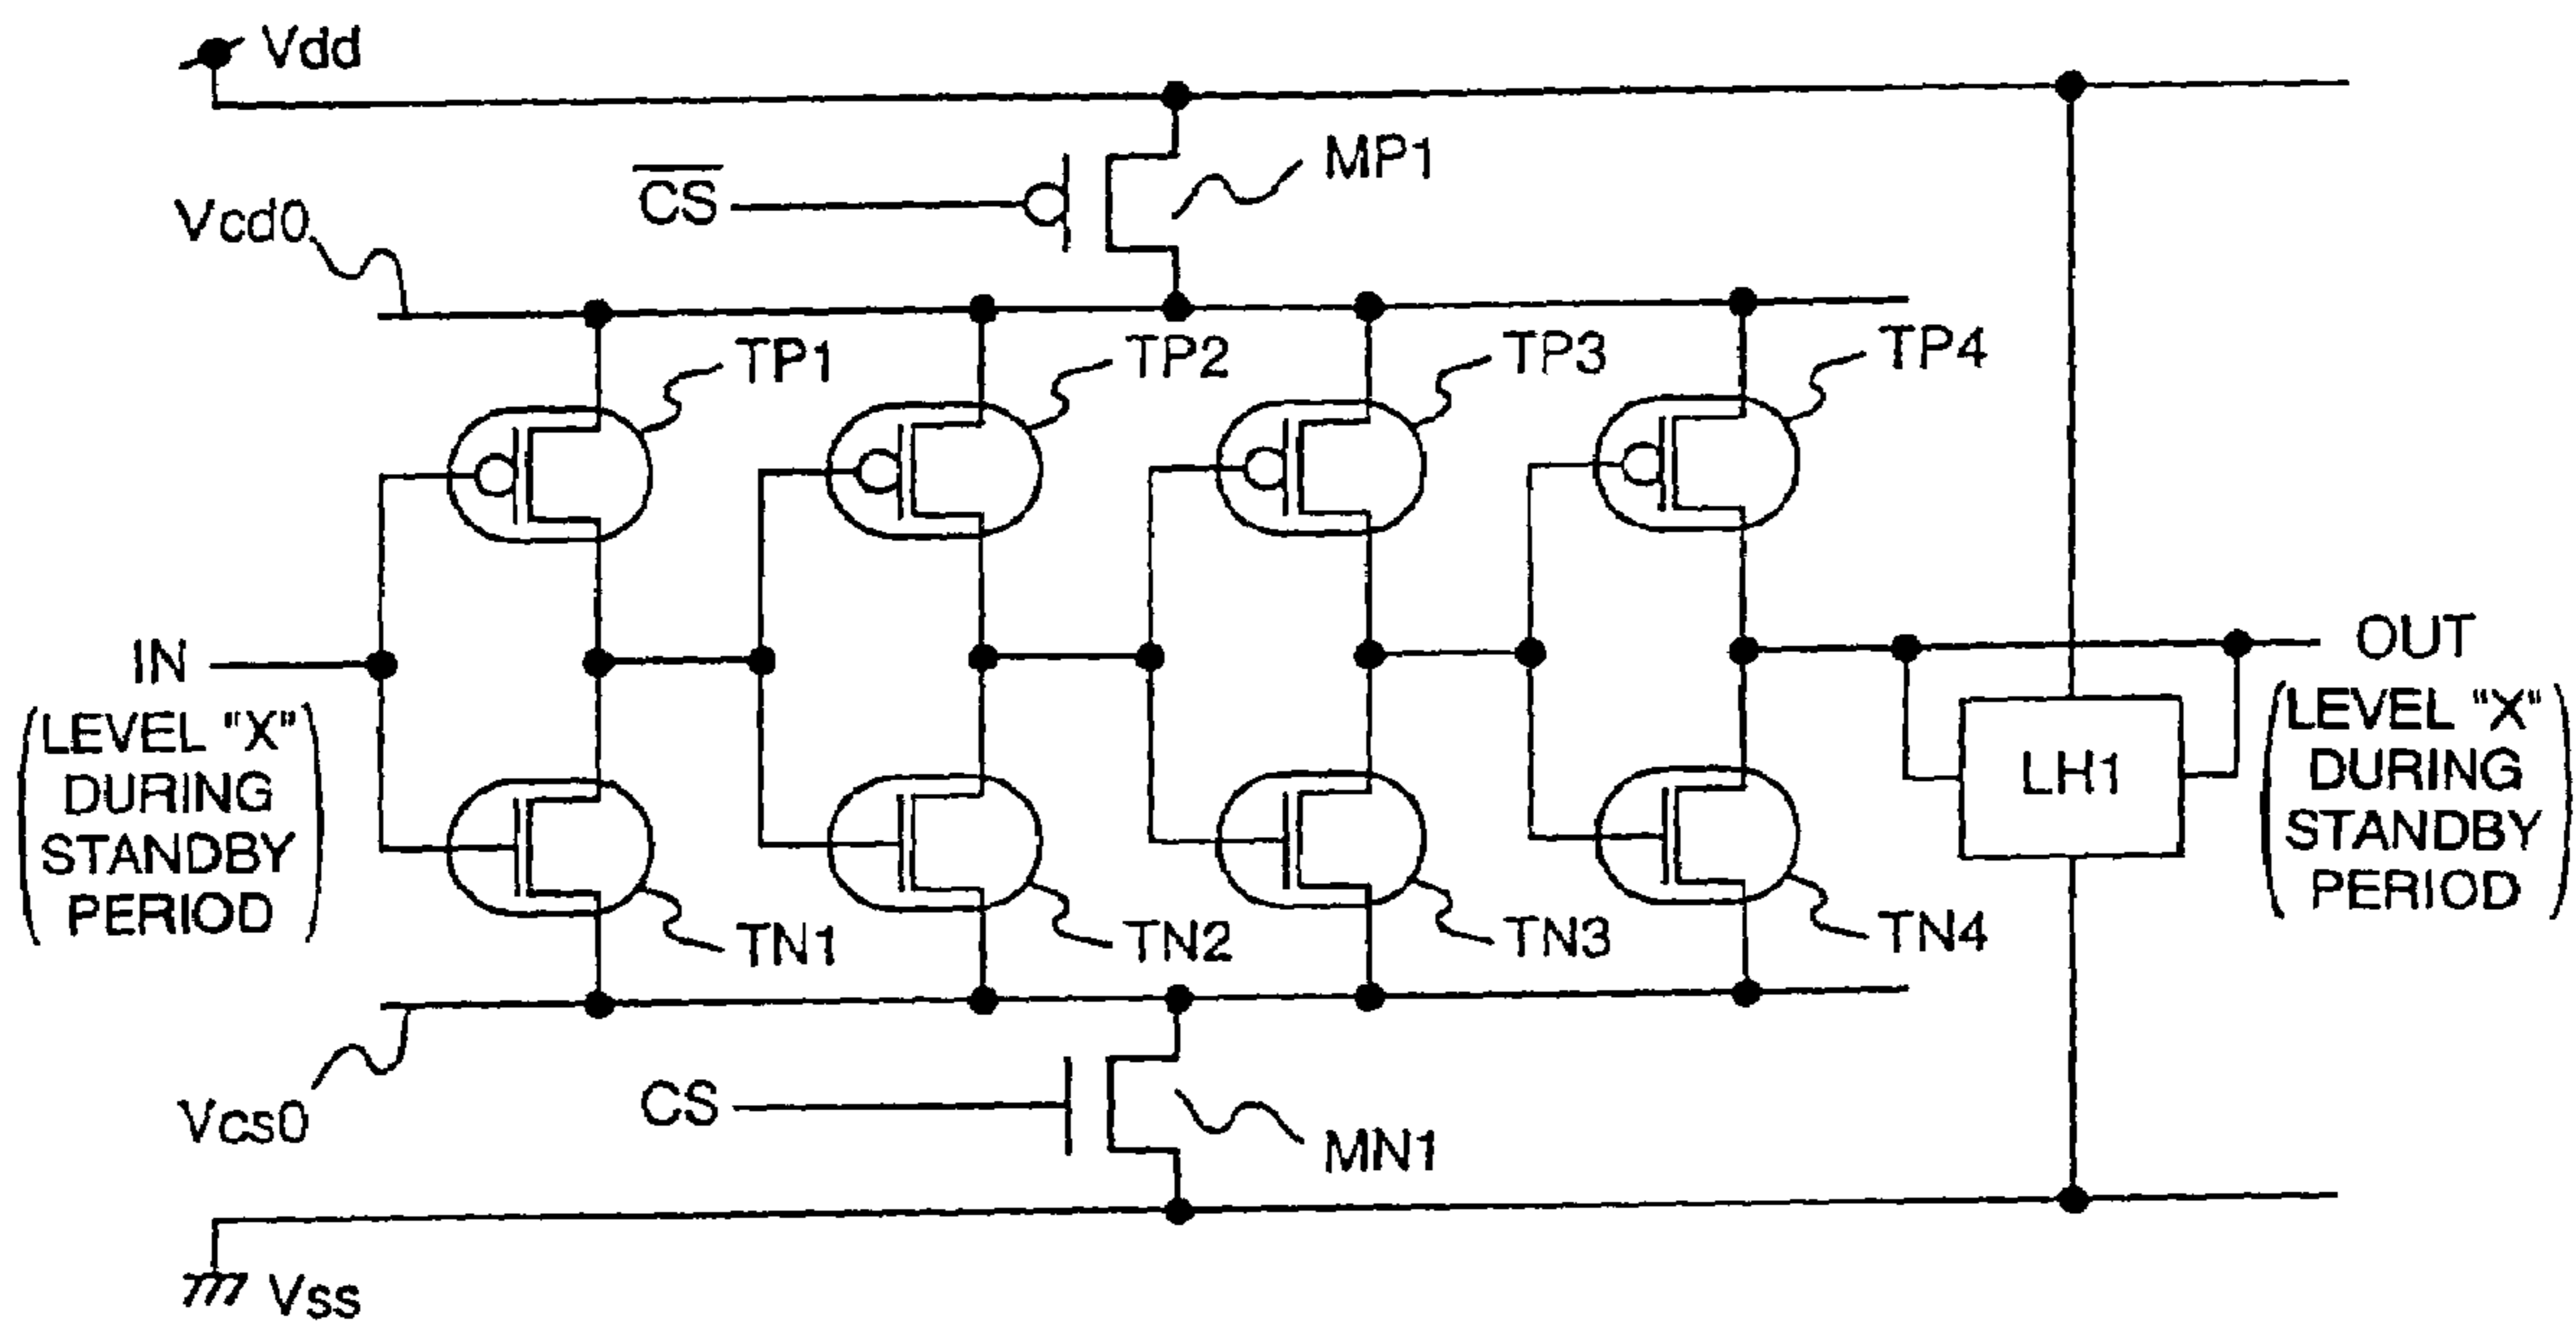 Vdd
MP1
C̅S̅
Vcd0
TP1
TP2
TP3
TP4
IN
(LEVEL "X"
DURING
STANDBY
PERIOD)
OUT
(LEVEL "X"
DURING
STANDBY
PERIOD)
LH1
TN1
TN2
TN3
TN4
Vcs0
CS
MN1
Vss